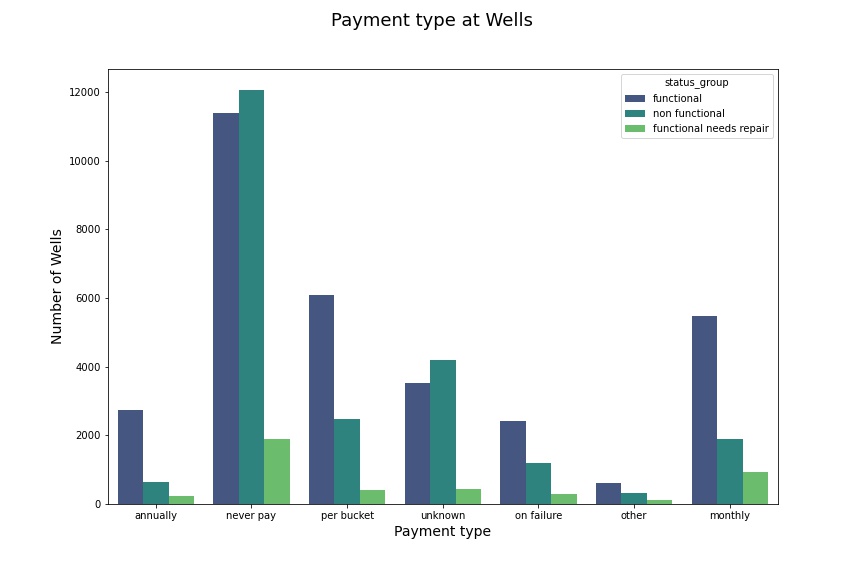 Payment type at Wells
status_group
functional
non functional
functional needs repair
Number of Wells
12000
10000
8000
6000
4000
2000
0
annually never pay per bucket unknown on failure other monthly
Payment type